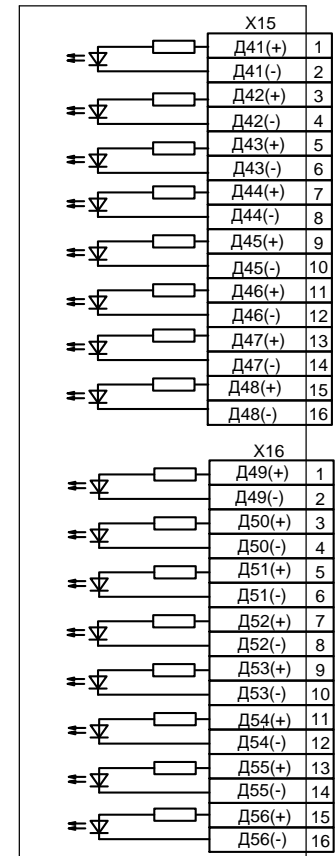 X15
Д41(+) 1
Д41(-) 2
Д42(+) 3
Д42(-) 4
Д43(+) 5
Д43(-) 6
Д44(+) 7
Д44(-) 8
Д45(+) 9
Д45(-) 10
Д46(+) 11
Д46(-) 12
Д47(+) 13
Д47(-) 14
Д48(+) 15
Д48(-) 16
X16
Д49(+) 1
Д49(-) 2
Д50(+) 3
Д50(-) 4
Д51(+) 5
Д51(-) 6
Д52(+) 7
Д52(-) 8
Д53(+) 9
Д53(-) 10
Д54(+) 11
Д54(-) 12
Д55(+) 13
Д55(-) 14
Д56(+) 15
Д56(-) 16